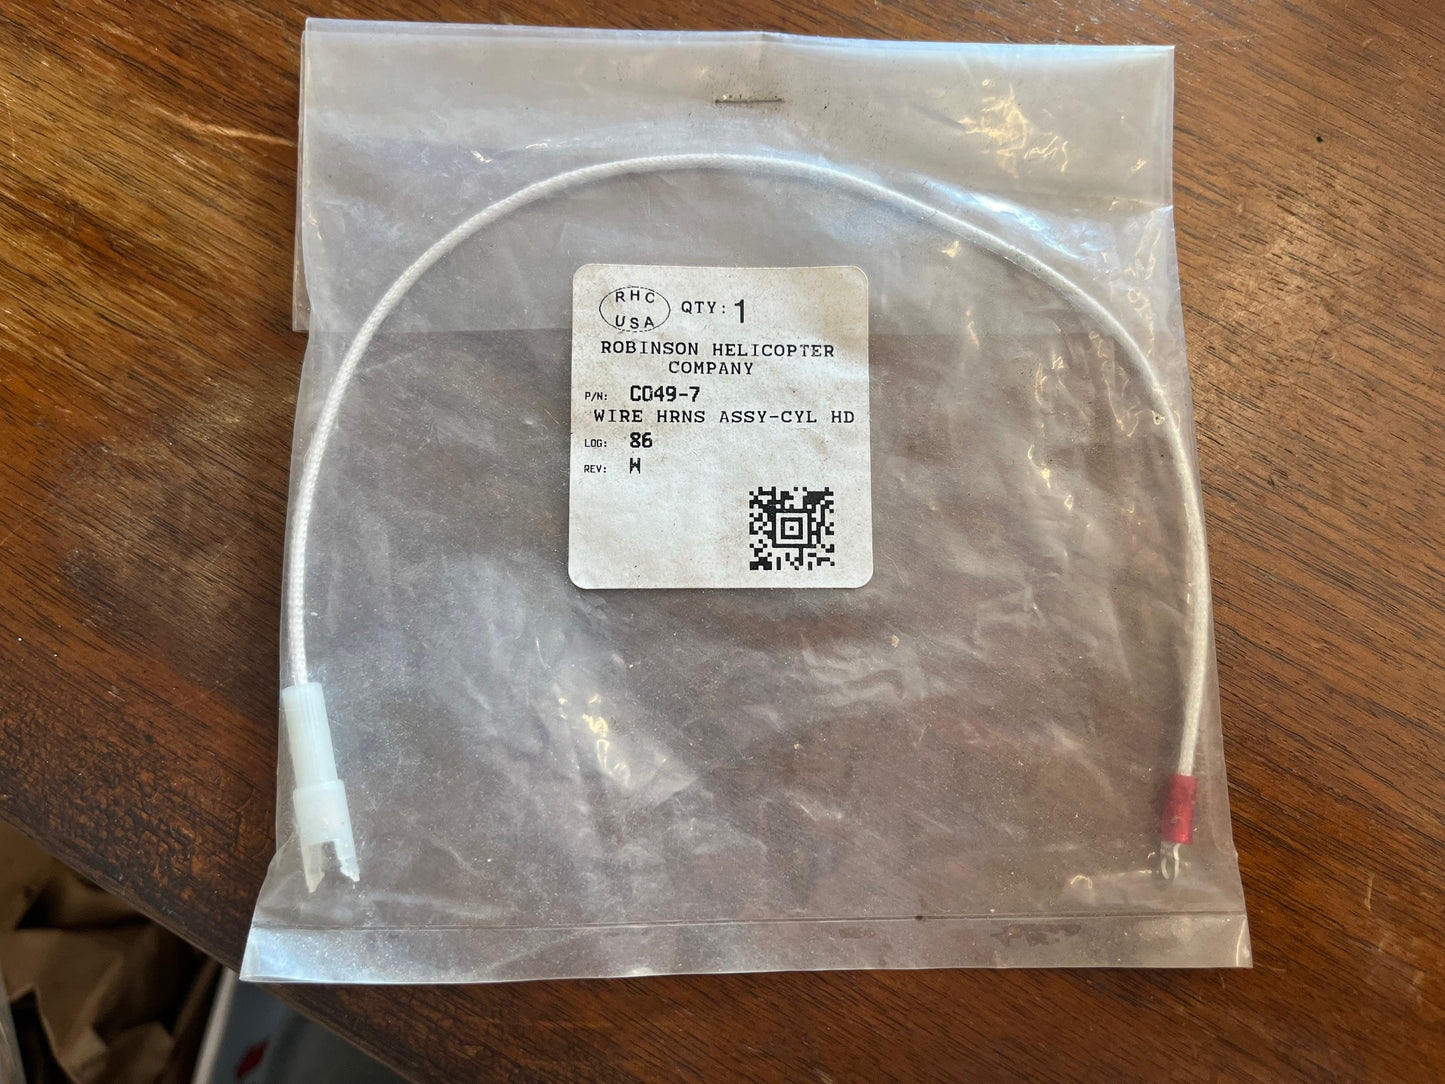 RHC
USA
QTY: 1
ROBINSON HELICOPTER
COMPANY
P/N: C049-7
WIRE HRNS ASSY-CYL HD
LOG: 86
REV: W